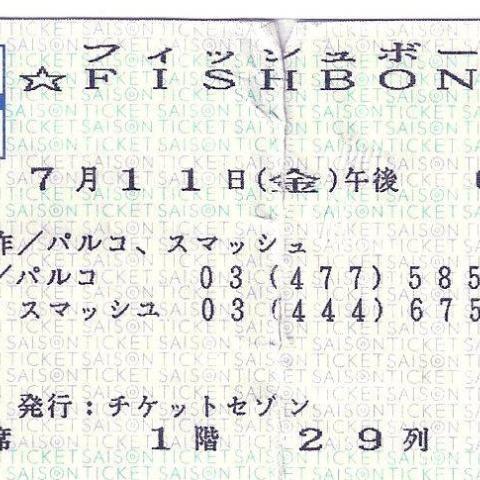 フィッシュボー
☆FISHBON
7月11日(金)午後
作/パルコ、スマッシュ
/パルコ 03(477)585
スマッシユ 03(444)675
発行:チケットセゾン
席 1階 29列